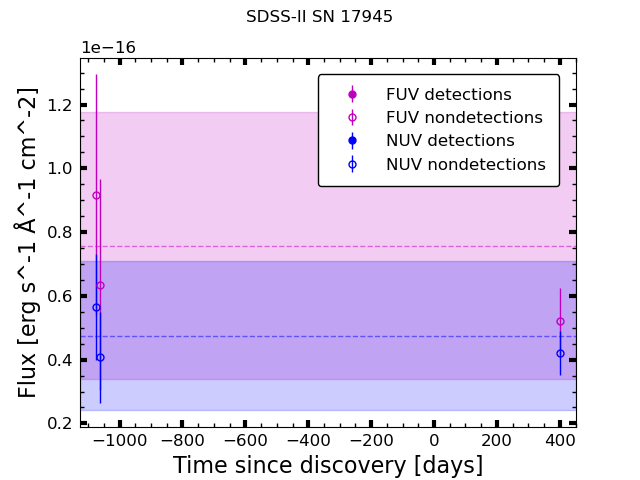 SDSS-II SN 17945
1e−16
FUV detections
FUV nondetections
NUV detections
NUV nondetections
1.2
1.0
0.8
0.6
0.4
0.2
Flux [erg s^-1 Å^-1 cm^-2]
−1000 −800 −600 −400 −200 0 200 400
Time since discovery [days]